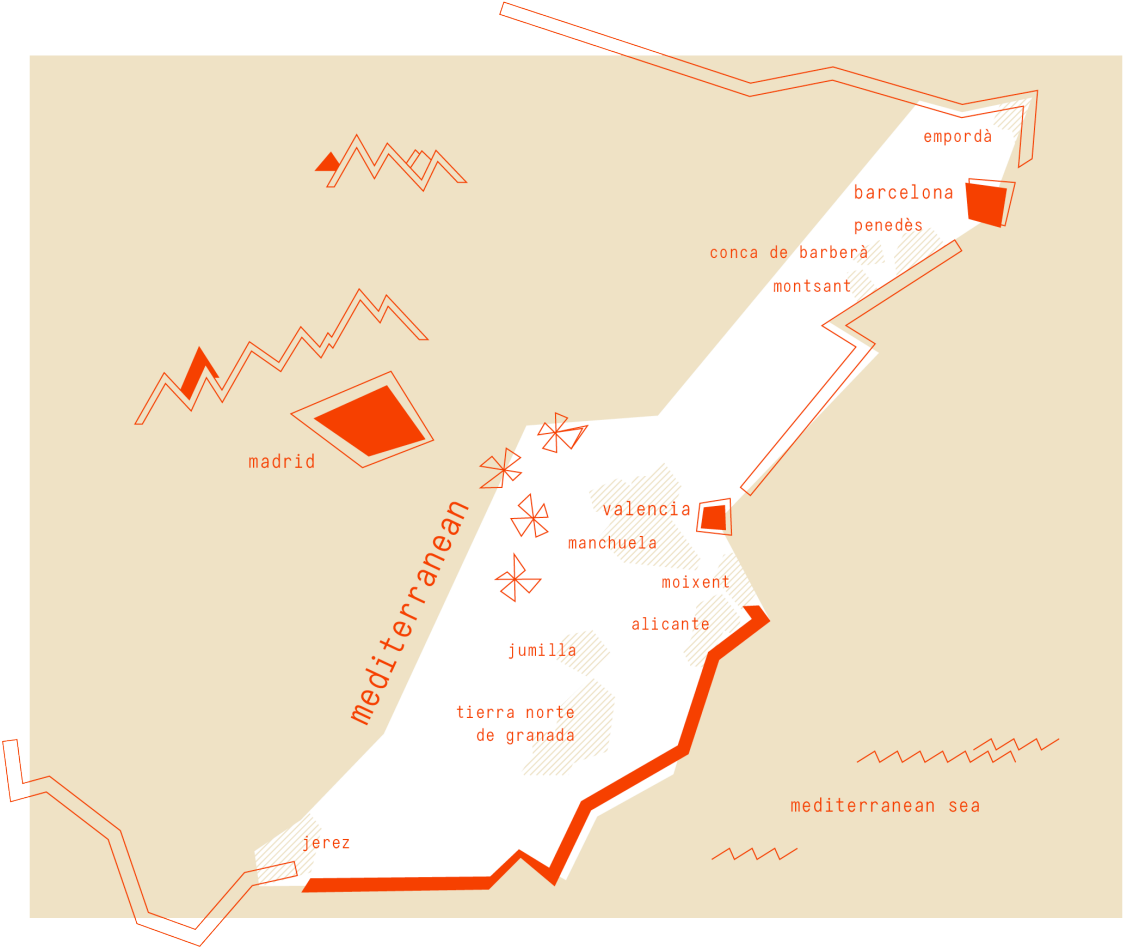 empordà
barcelona
penedès
conca de barberà
montsant
madrid
mediterranean
valencia
manchuela
moixent
alicante
jumilla
tierra norte
de granada
mediterranean sea
jerez